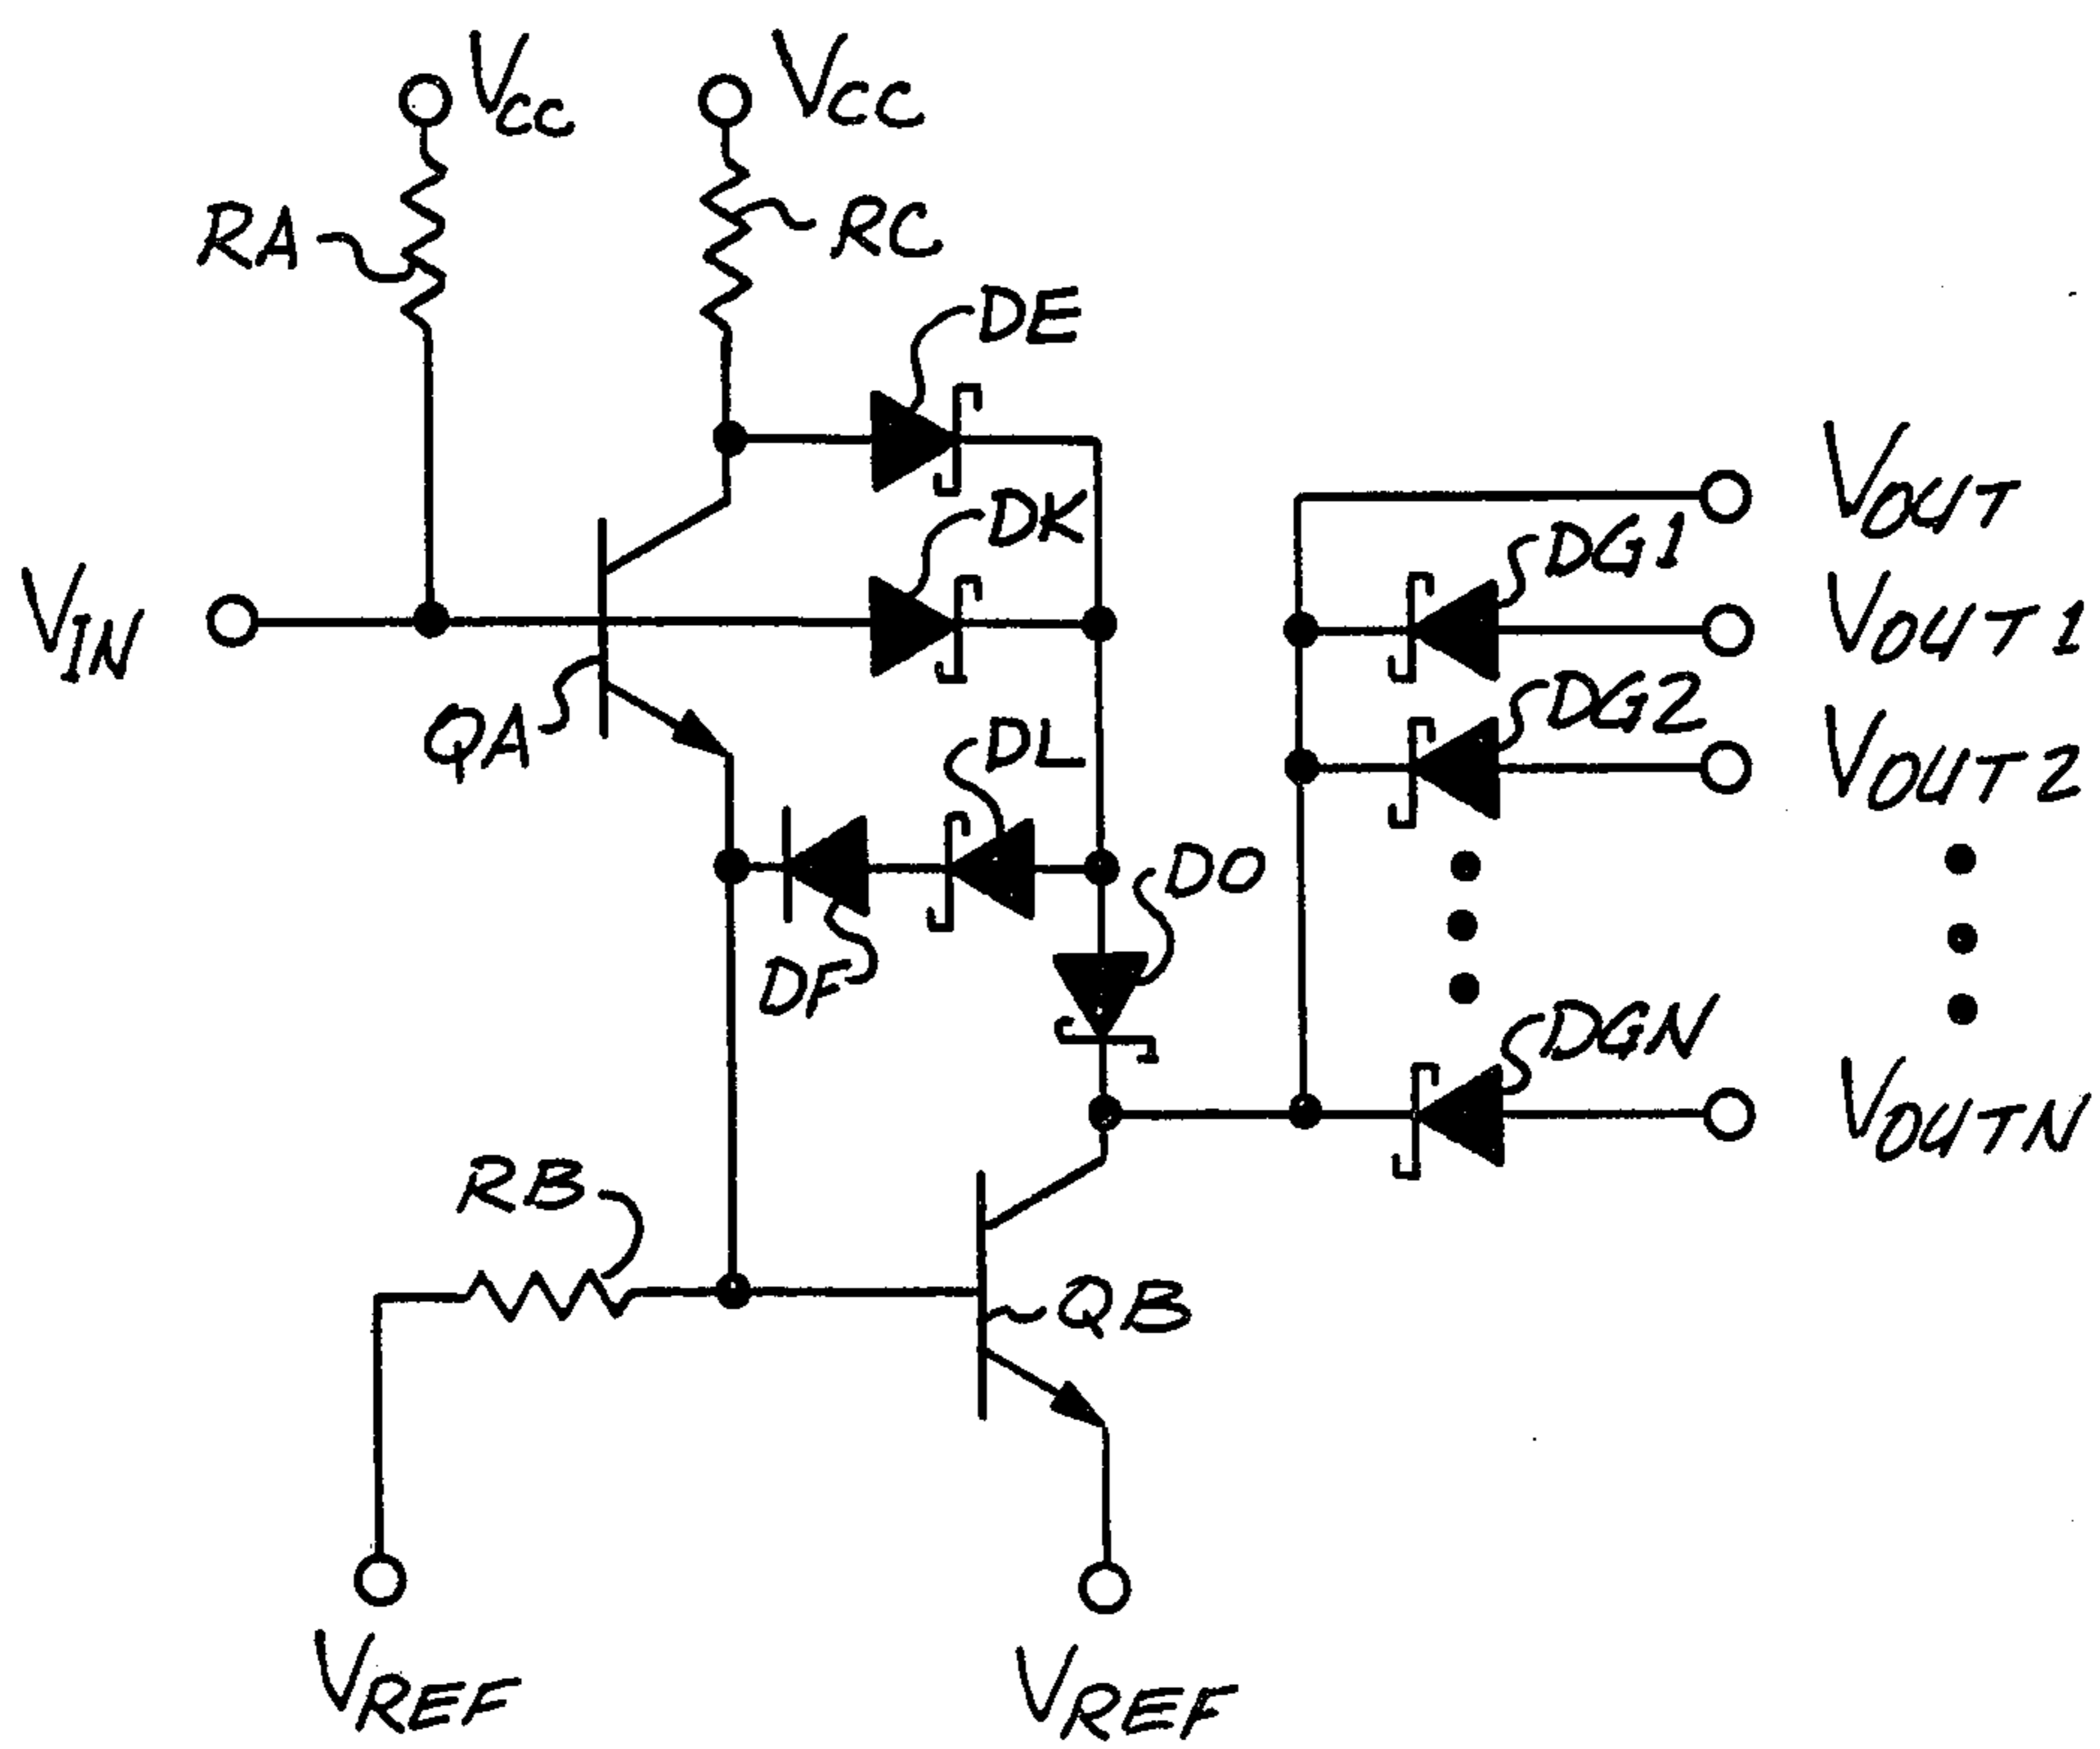 VCC
VCC
RA
RC
DE
DK
VIN
QA
DL
DF
DO
VOUT
DG1
VOUT1
DG2
VOUT2
DGN
VOUTN
RB
QB
VREF
VREF